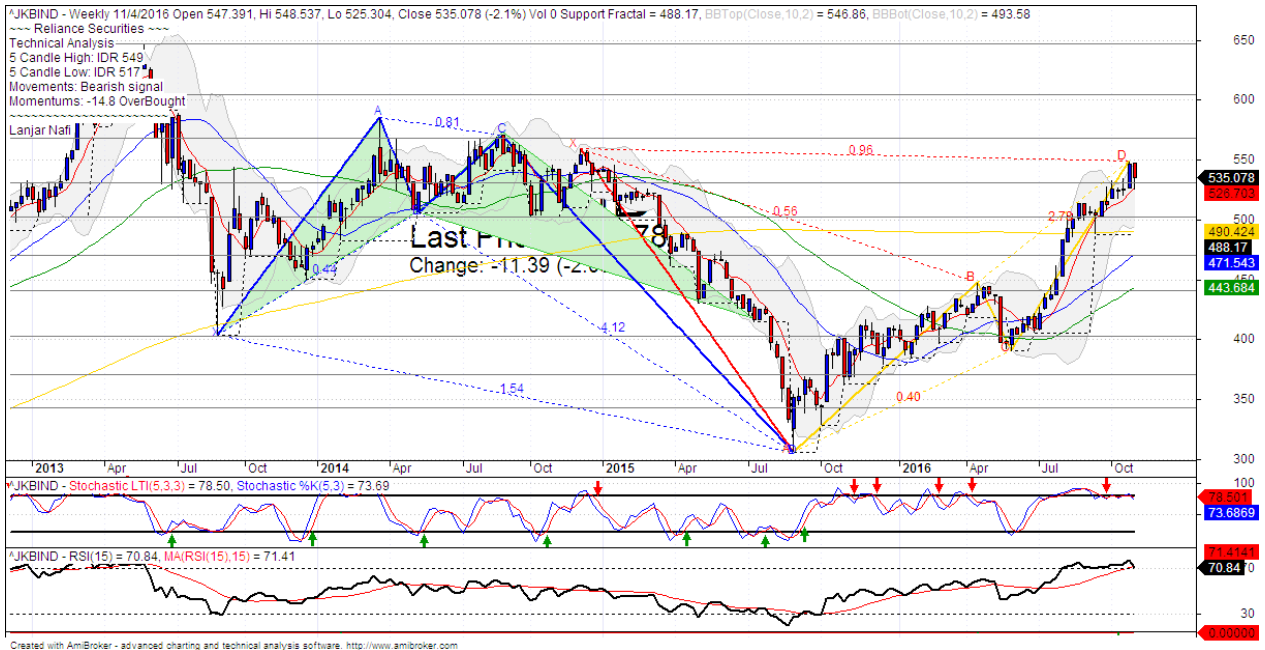 ^JKBIND - Weekly 11/4/2016 Open 547.391, Hi 548.537, Lo 525.304, Close 535.078 (-2.1%) Vol 0 Support Fractal = 488.17, BBTop(Close,10,2) = 546.86, BBBot(Close,10,2) = 493.58
~~~ Reliance Securities ~~~
Technical Analysis
5 Candle High: IDR 549
5 Candle Low: IDR 517
Movements: Bearish signal
Momentums: -14.8 OverBought
Lanjar Nafi
A
0.81
C
X
0.96
D
0.56
2.78
B
0.44
Last
Change: -11.39
4.12
C
1.54
0.40
650
600
550
535.078
526.703
500
490.424
488.17
471.543
450
443.684
400
350
300
2013 Apr Jul Oct 2014 Apr Jul Oct 2015 Apr Jul Oct 2016 Apr Jul Oct
^JKBIND - Stochastic LTI(5,3,3) = 78.50, Stochastic %K(5,3) = 73.69
100
78.501
73.6869
^JKBIND - RSI(15) = 70.84, MA(RSI(15),15) = 71.41
71.4141
70.84
70
30
0.00000
Created with AmiBroker - advanced charting and technical analysis software. http://www.amibroker.com